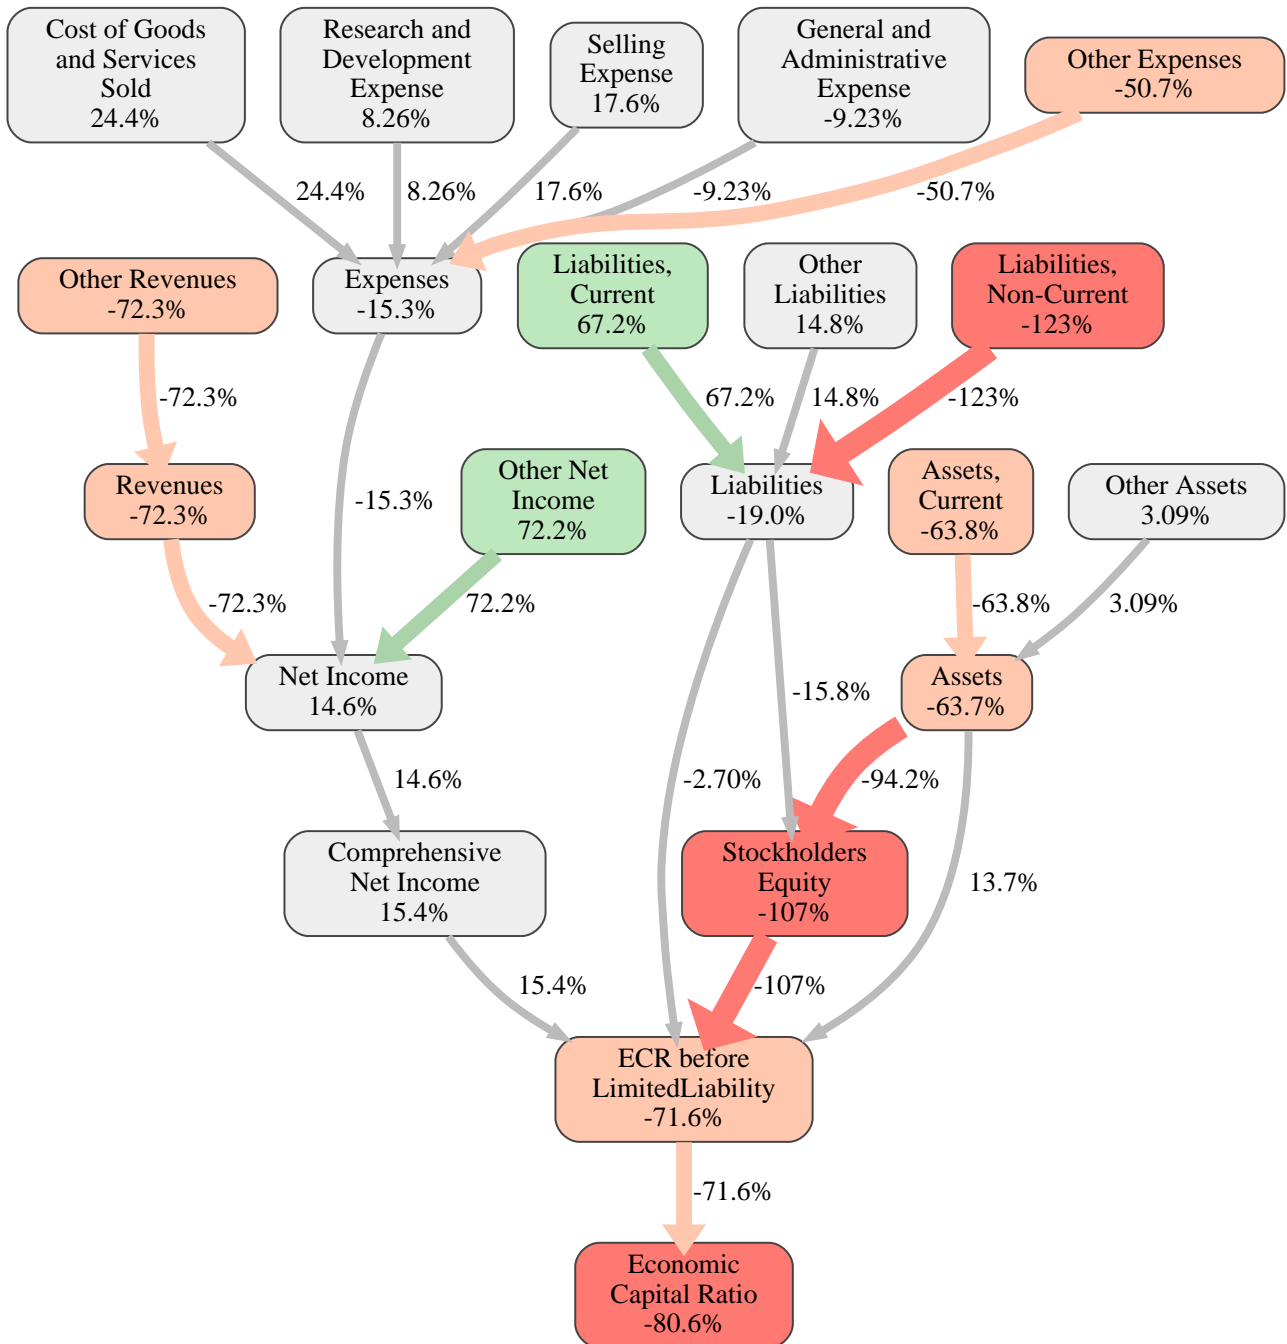 Cost of Goods
and Services
Sold
24.4%
Research and
Development
Expense
8.26%
Selling
Expense
17.6%
General and
Administrative
Expense
-9.23%
Other Expenses
-50.7%
24.4%
8.26%
17.6%
-9.23%
-50.7%
Other Revenues
-72.3%
Expenses
-15.3%
Liabilities,
Current
67.2%
Other
Liabilities
14.8%
Liabilities,
Non-Current
-123%
-72.3%
67.2%
14.8%
-123%
Revenues
-72.3%
-15.3%
Other Net
Income
72.2%
Liabilities
-19.0%
Assets,
Current
-63.8%
Other Assets
3.09%
-72.3%
72.2%
-63.8%
3.09%
Net Income
14.6%
-15.8%
Assets
-63.7%
14.6%
-2.70%
-94.2%
Comprehensive
Net Income
15.4%
Stockholders
Equity
-107%
13.7%
15.4%
-107%
ECR before
LimitedLiability
-71.6%
-71.6%
Economic
Capital Ratio
-80.6%